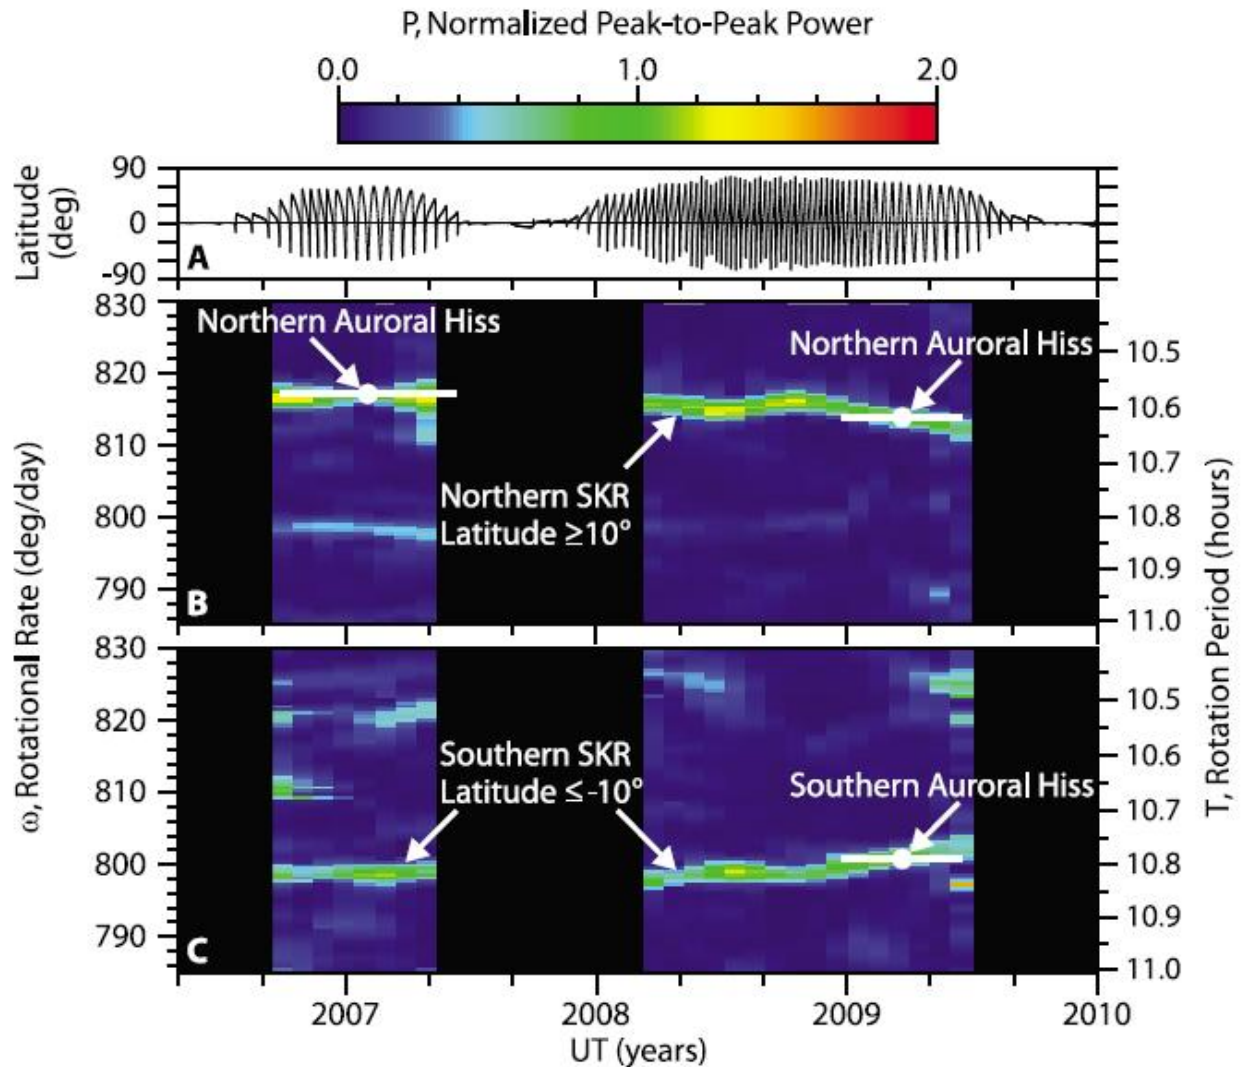 P, Normalized Peak-to-Peak Power
0.0 1.0 2.0
Latitude
(deg)
90
0
-90
A
830
820
810
800
790
Northern Auroral Hiss
Northern Auroral Hiss
Northern SKR
Latitude ≥10°
B
10.5
10.6
10.7
10.8
10.9
11.0
ω, Rotational Rate (deg/day)
T, Rotation Period (hours)
830
820
810
800
790
Southern SKR
Latitude ≤-10°
Southern Auroral Hiss
C
10.5
10.6
10.7
10.8
10.9
11.0
2007 2008 2009 2010
UT (years)